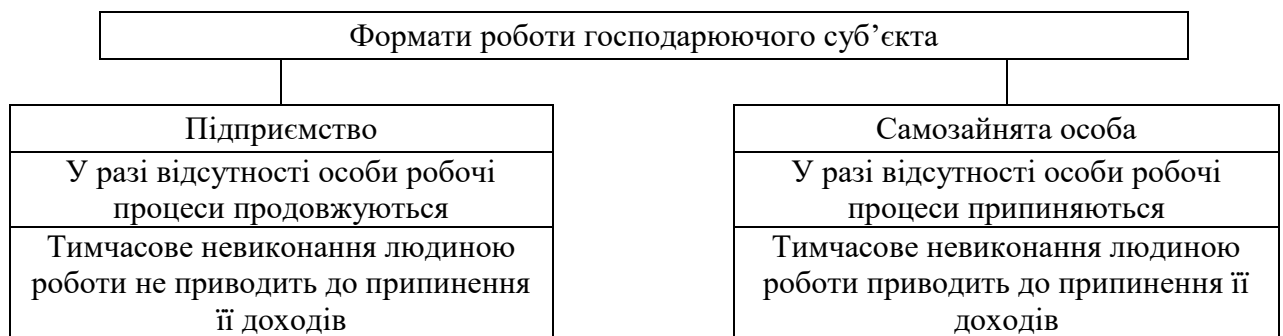 Формати роботи господарюючого суб’єкта
Підприємство
У разі відсутності особи робочі
процеси продовжуються
Тимчасове невиконання людиною
роботи не приводить до припинення
її доходів
Самозайнята особа
У разі відсутності особи робочі
процеси припиняються
Тимчасове невиконання людиною
роботи приводить до припинення її
доходів